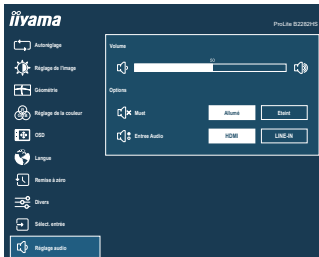 iiyama
ProLite B2282HS
Autoréglage
Réglage de l'image
Géométrie
Réglage de la couleur
OSD
Langue
Remise à zéro
Divers
Sélect. entrée
Réglage audio
Volume
50
Options
Muet
Allumé
Eteint
Entree Audio
HDMI
LINE-IN